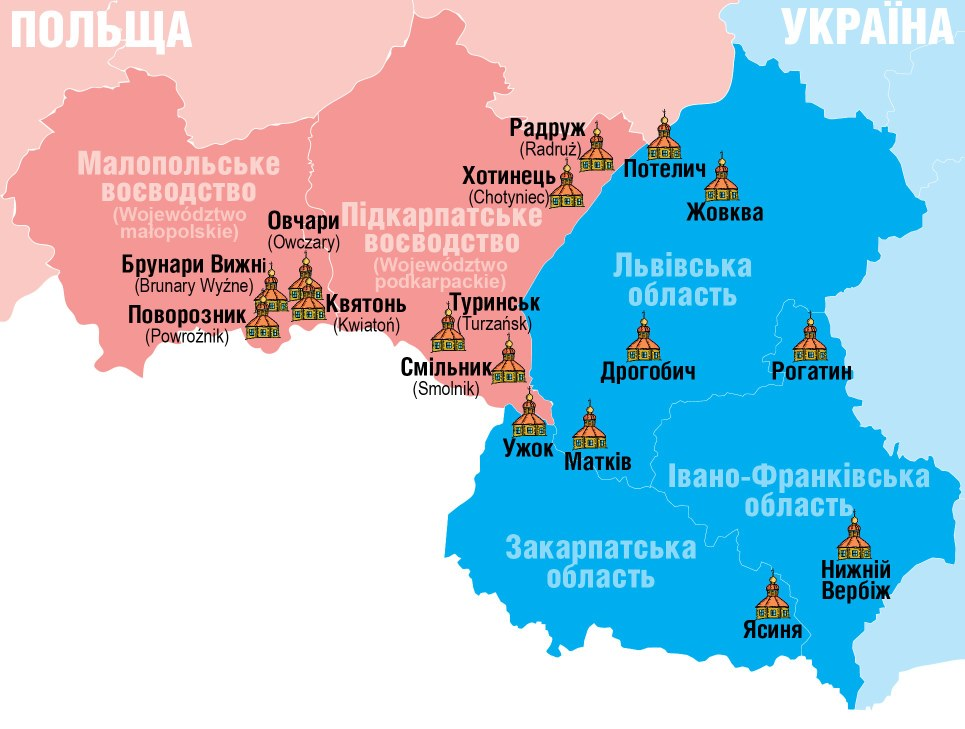 ПОЛЬЩА
УКРАЇНА
Малопольське
воєводство
(Województwo
małopolskie)
Підкарпатське
воєводство
(Województwo
podkarpackie)
Радруж
(Radruż)
Хотинець
(Chotyniec)
Потелич
Жовква
Овчари
(Owczary)
Брунари Вижні
(Brunary Wyźne)
Поворозник
(Powroźnik)
Квятонь
(Kwiatoń)
Туринськ
(Turzańsk)
Смільник
(Smolnik)
Львівська
область
Дрогобич
Рогатин
Ужок
Матків
Івано-Франківська
область
Закарпатська
область
Нижній
Вербіж
Ясиня